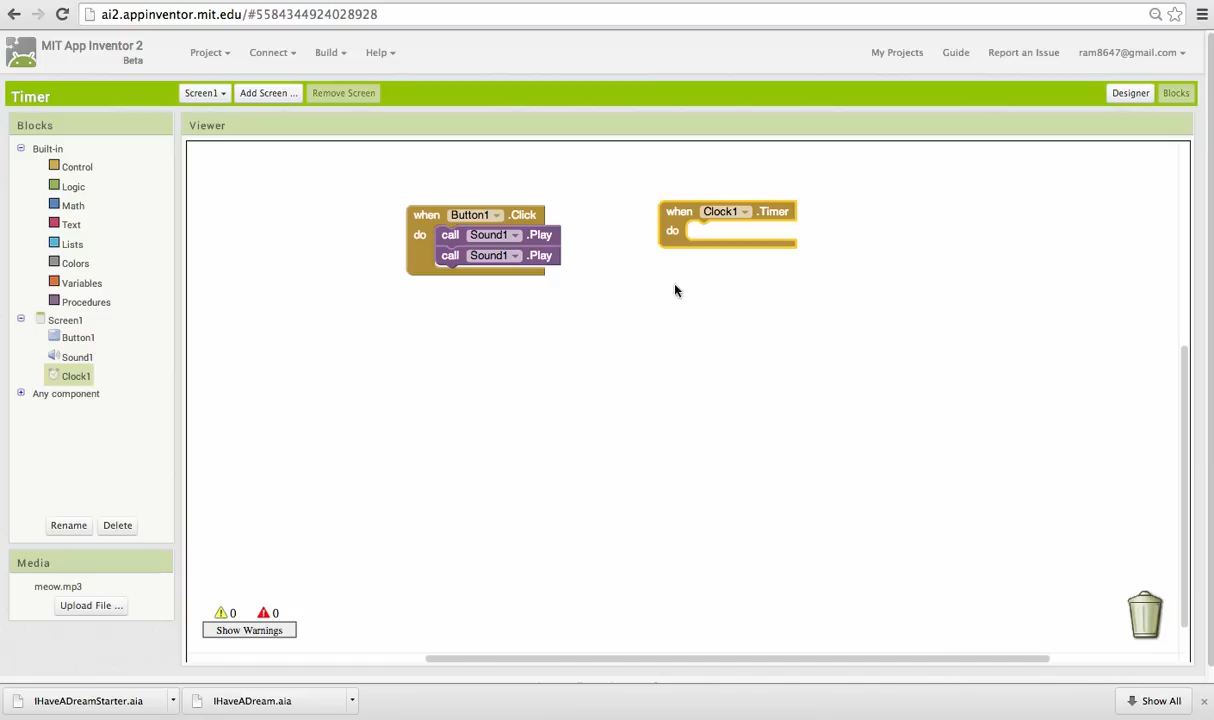 ai2.appinventor.mit.edu/#5584344924028928
MIT App Inventor 2
Beta
Project
Connect
Build
Help
My Projects
Guide
Report an Issue
ram8647@gmail.com
Timer
Screen1
Add Screen ...
Remove Screen
Designer
Blocks
Blocks
Viewer
Built-in
Control
Logic
Math
Text
Lists
Colors
Variables
Procedures
Screen1
Button1
Sound1
Clock1
Any component
Rename
Delete
Media
meow.mp3
Upload File ...
when Button1 .Click
do call Sound1 .Play
call Sound1 .Play
when Clock1 .Timer
do
0
0
Show Warnings
IHaveADreamStarter.aia
IHaveADream.aia
Show All